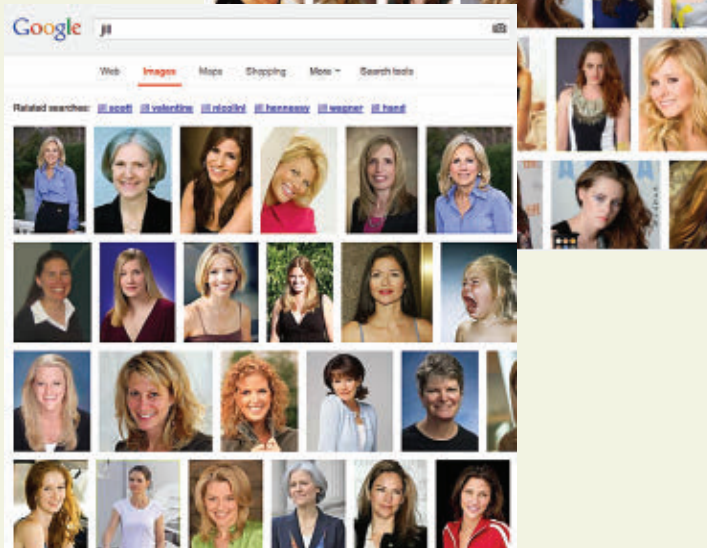 Google jill
Web Images Maps Shopping More Search tools
Related searches: jill scott jill valentine jill nicolini jill hennessy jill wagner jill hand